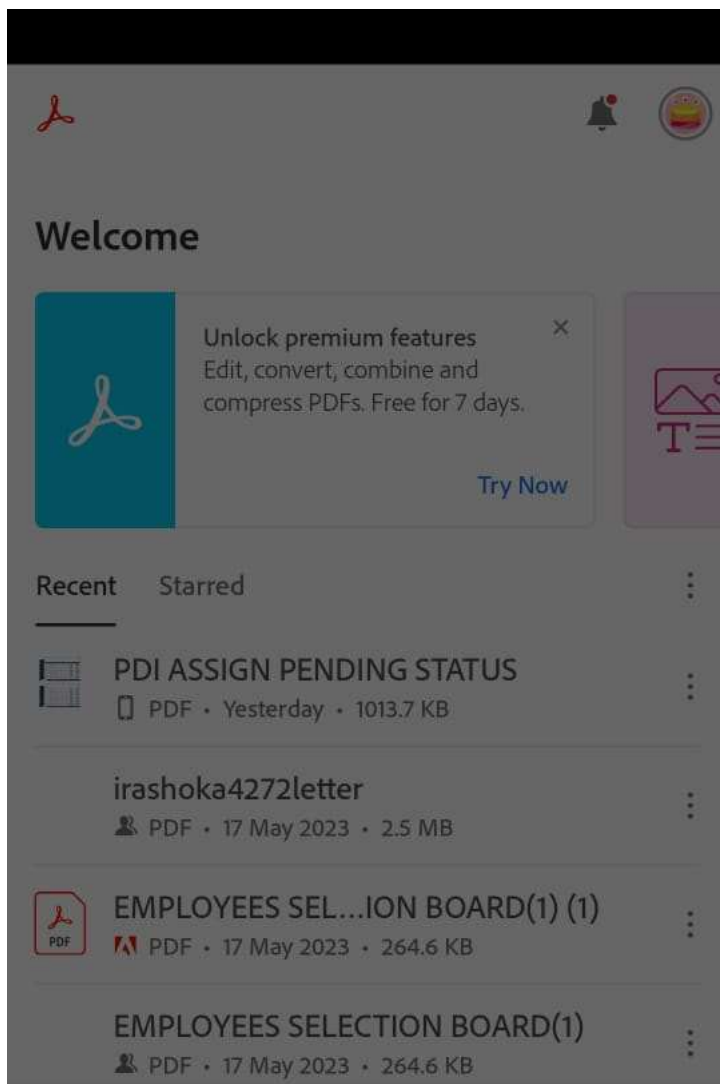 Welcome
Unlock premium features
Edit, convert, combine and
compress PDFs. Free for 7 days.
Try Now
T
Recent Starred
PDI ASSIGN PENDING STATUS
PDF • Yesterday • 1013.7 KB
irashoka4272letter
PDF • 17 May 2023 • 2.5 MB
EMPLOYEES SEL...ION BOARD(1) (1)
PDF
PDF • 17 May 2023 • 264.6 KB
EMPLOYEES SELECTION BOARD(1)
PDF • 17 May 2023 • 264.6 KB